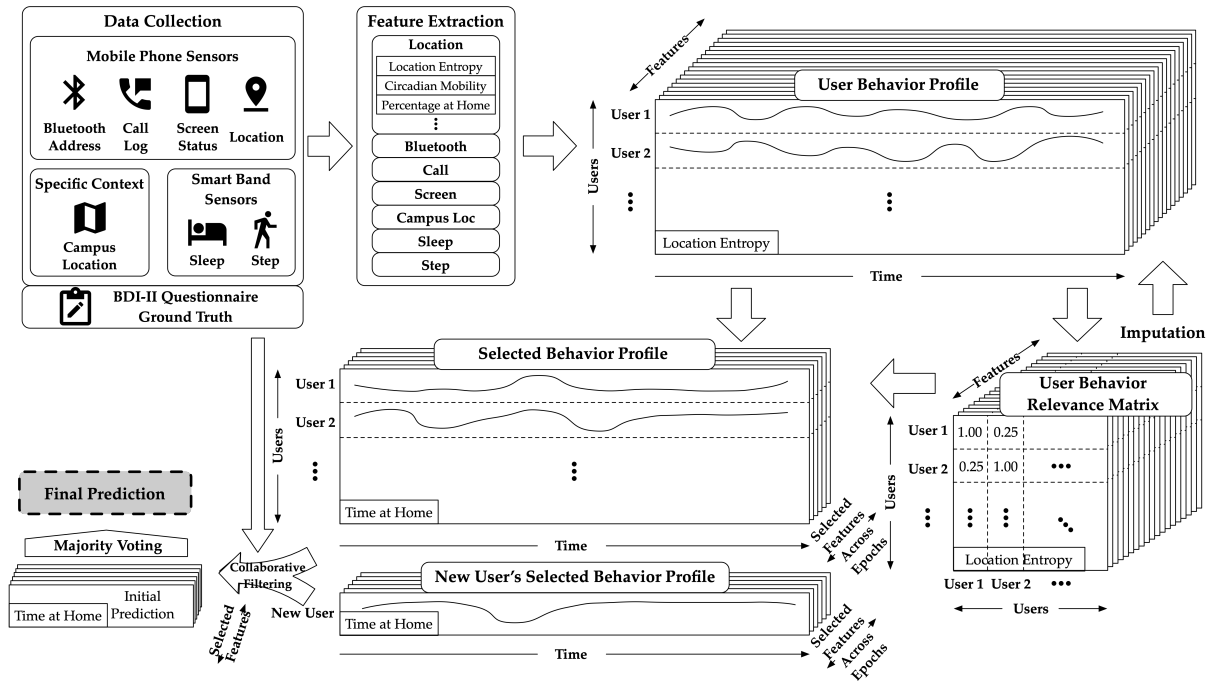 Data Collection
Mobile Phone Sensors
Bluetooth
Address
Call
Log
Screen
Status
Location
Specific Context
Campus
Location
Smart Band
Sensors
Sleep
Step
BDI-II Questionnaire
Ground Truth
Feature Extraction
Location
Location Entropy
Circadian Mobility
Percentage at Home
Bluetooth
Call
Screen
Campus Loc
Sleep
Step
Features
User Behavior Profile
Users
User 1
User 2
Location Entropy
Time
Imputation
Features
User Behavior
Relevance Matrix
Users
User 1
1.00 0.25
User 2
0.25 1.00
Location Entropy
User 1 User 2
Users
Selected Behavior Profile
Users
User 1
User 2
Time at Home
Time
Selected
Features
Across
Epochs
New User's Selected Behavior Profile
New User
Time at Home
Time
Selected
Features
Across
Epochs
Collaborative
Filtering
Selected
Features
Final Prediction
Majority Voting
Initial
Prediction
Time at Home